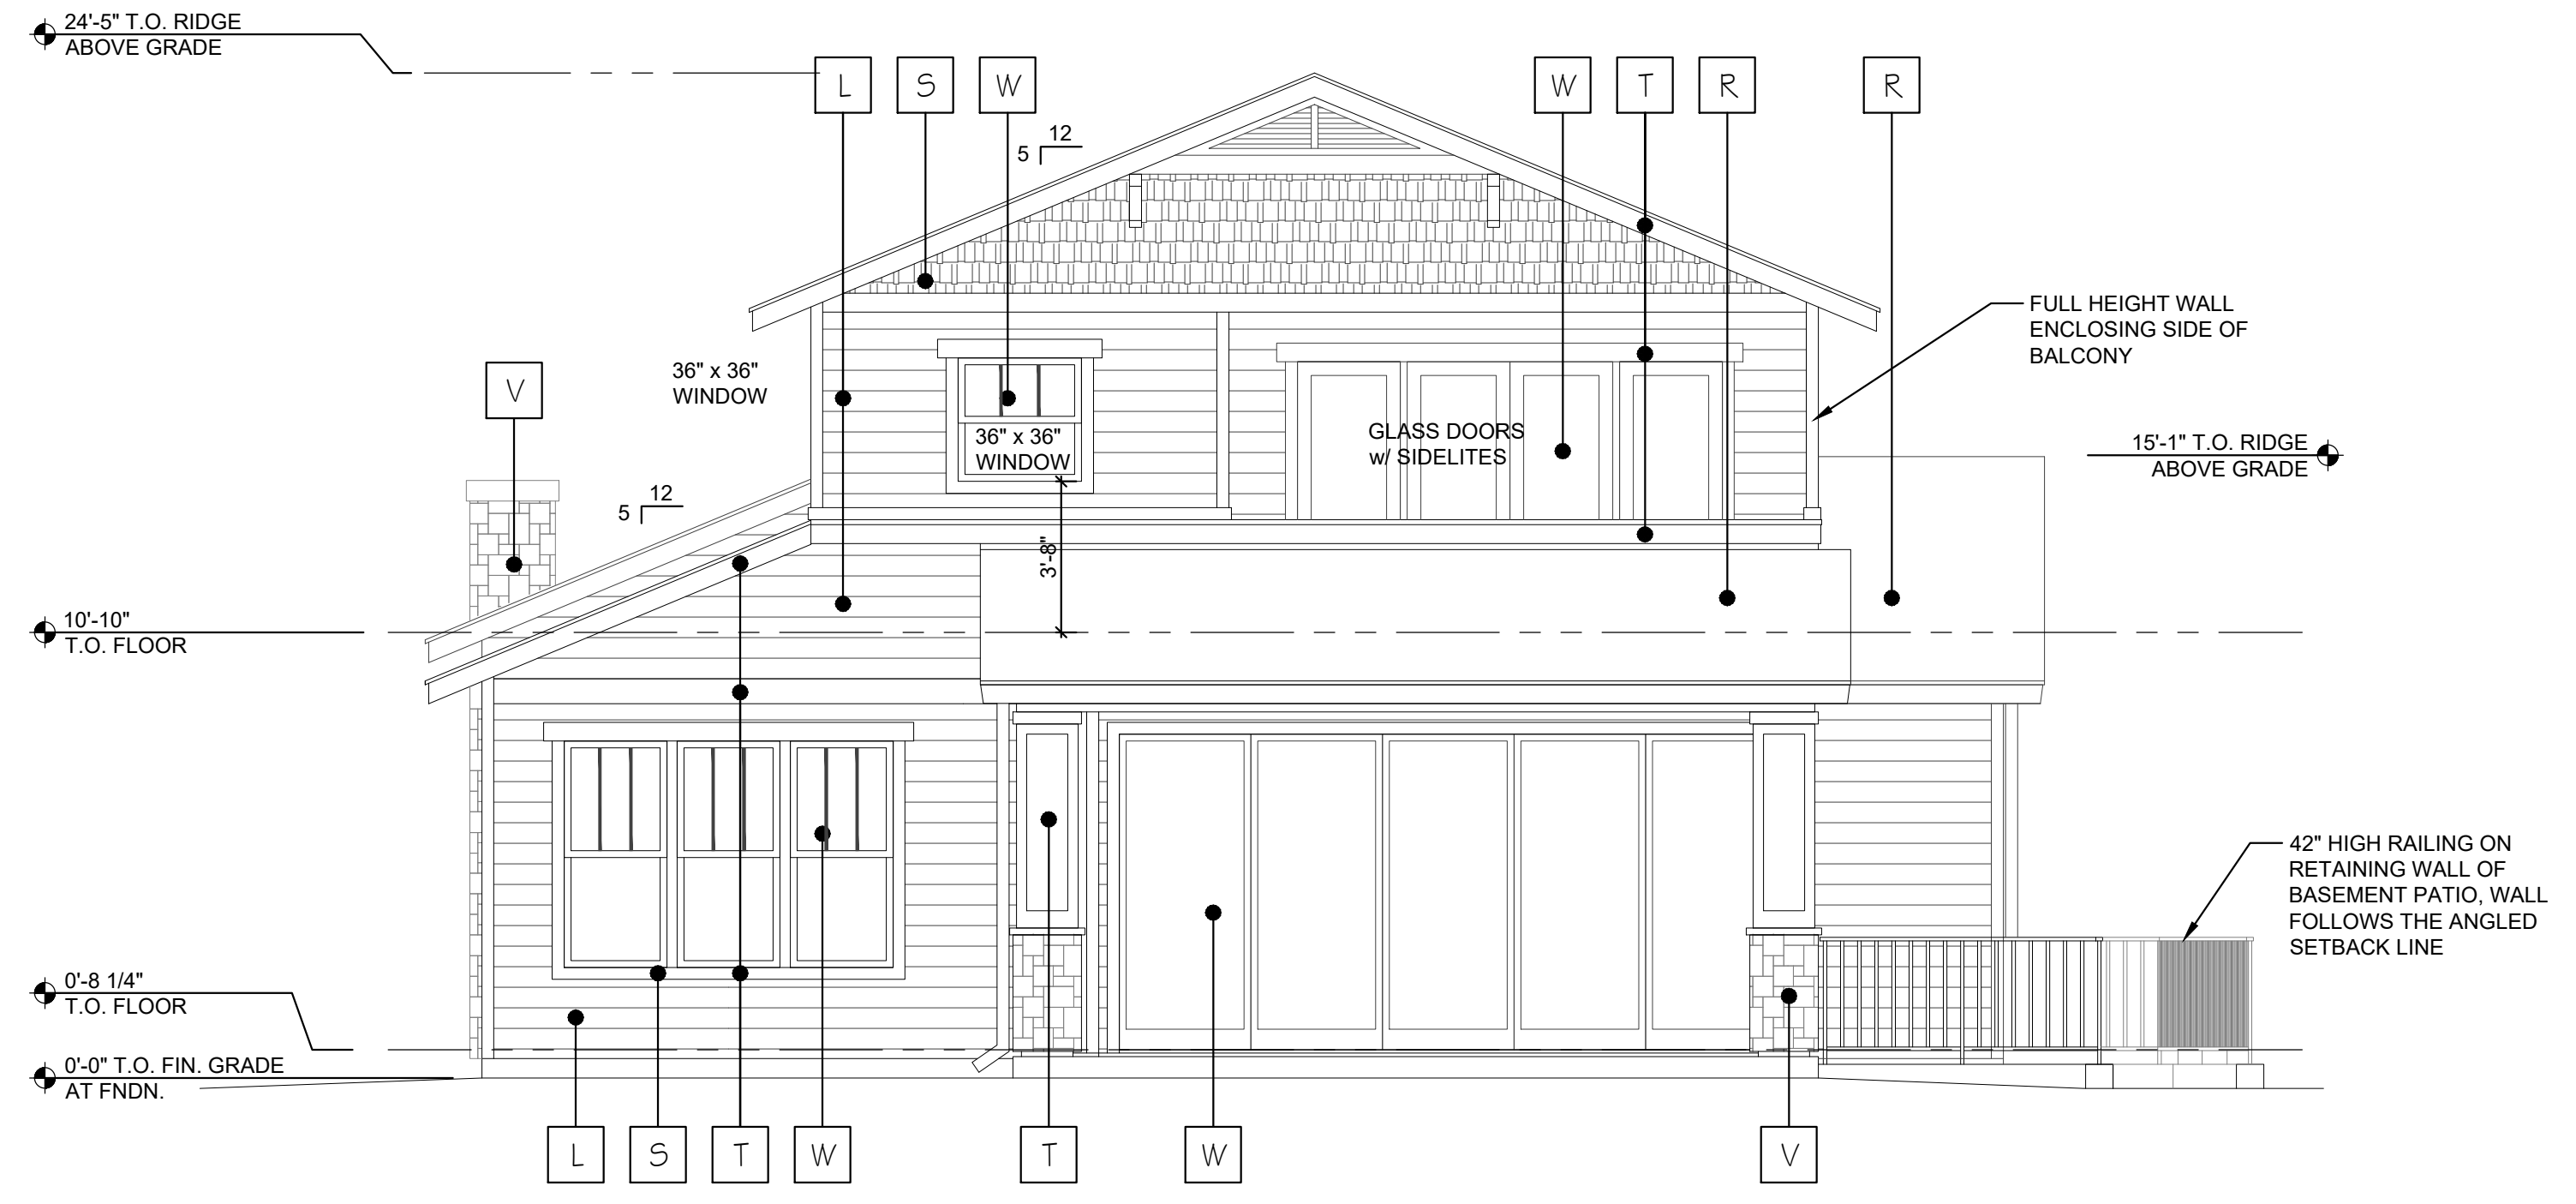 24'-5" T.O. RIDGE
ABOVE GRADE
L
S
W
W
T
R
R
12
5
FULL HEIGHT WALL
ENCLOSING SIDE OF
BALCONY
V
36" x 36"
WINDOW
36" x 36"
WINDOW
GLASS DOORS
w/ SIDELITES
15'-1" T.O. RIDGE
ABOVE GRADE
12
5
3'-8"
10'-10"
T.O. FLOOR
42" HIGH RAILING ON
RETAINING WALL OF
BASEMENT PATIO, WALL
FOLLOWS THE ANGLED
SETBACK LINE
0'-8 1/4"
T.O. FLOOR
0'-0" T.O. FIN. GRADE
AT FNDN.
L
S
T
W
T
W
V